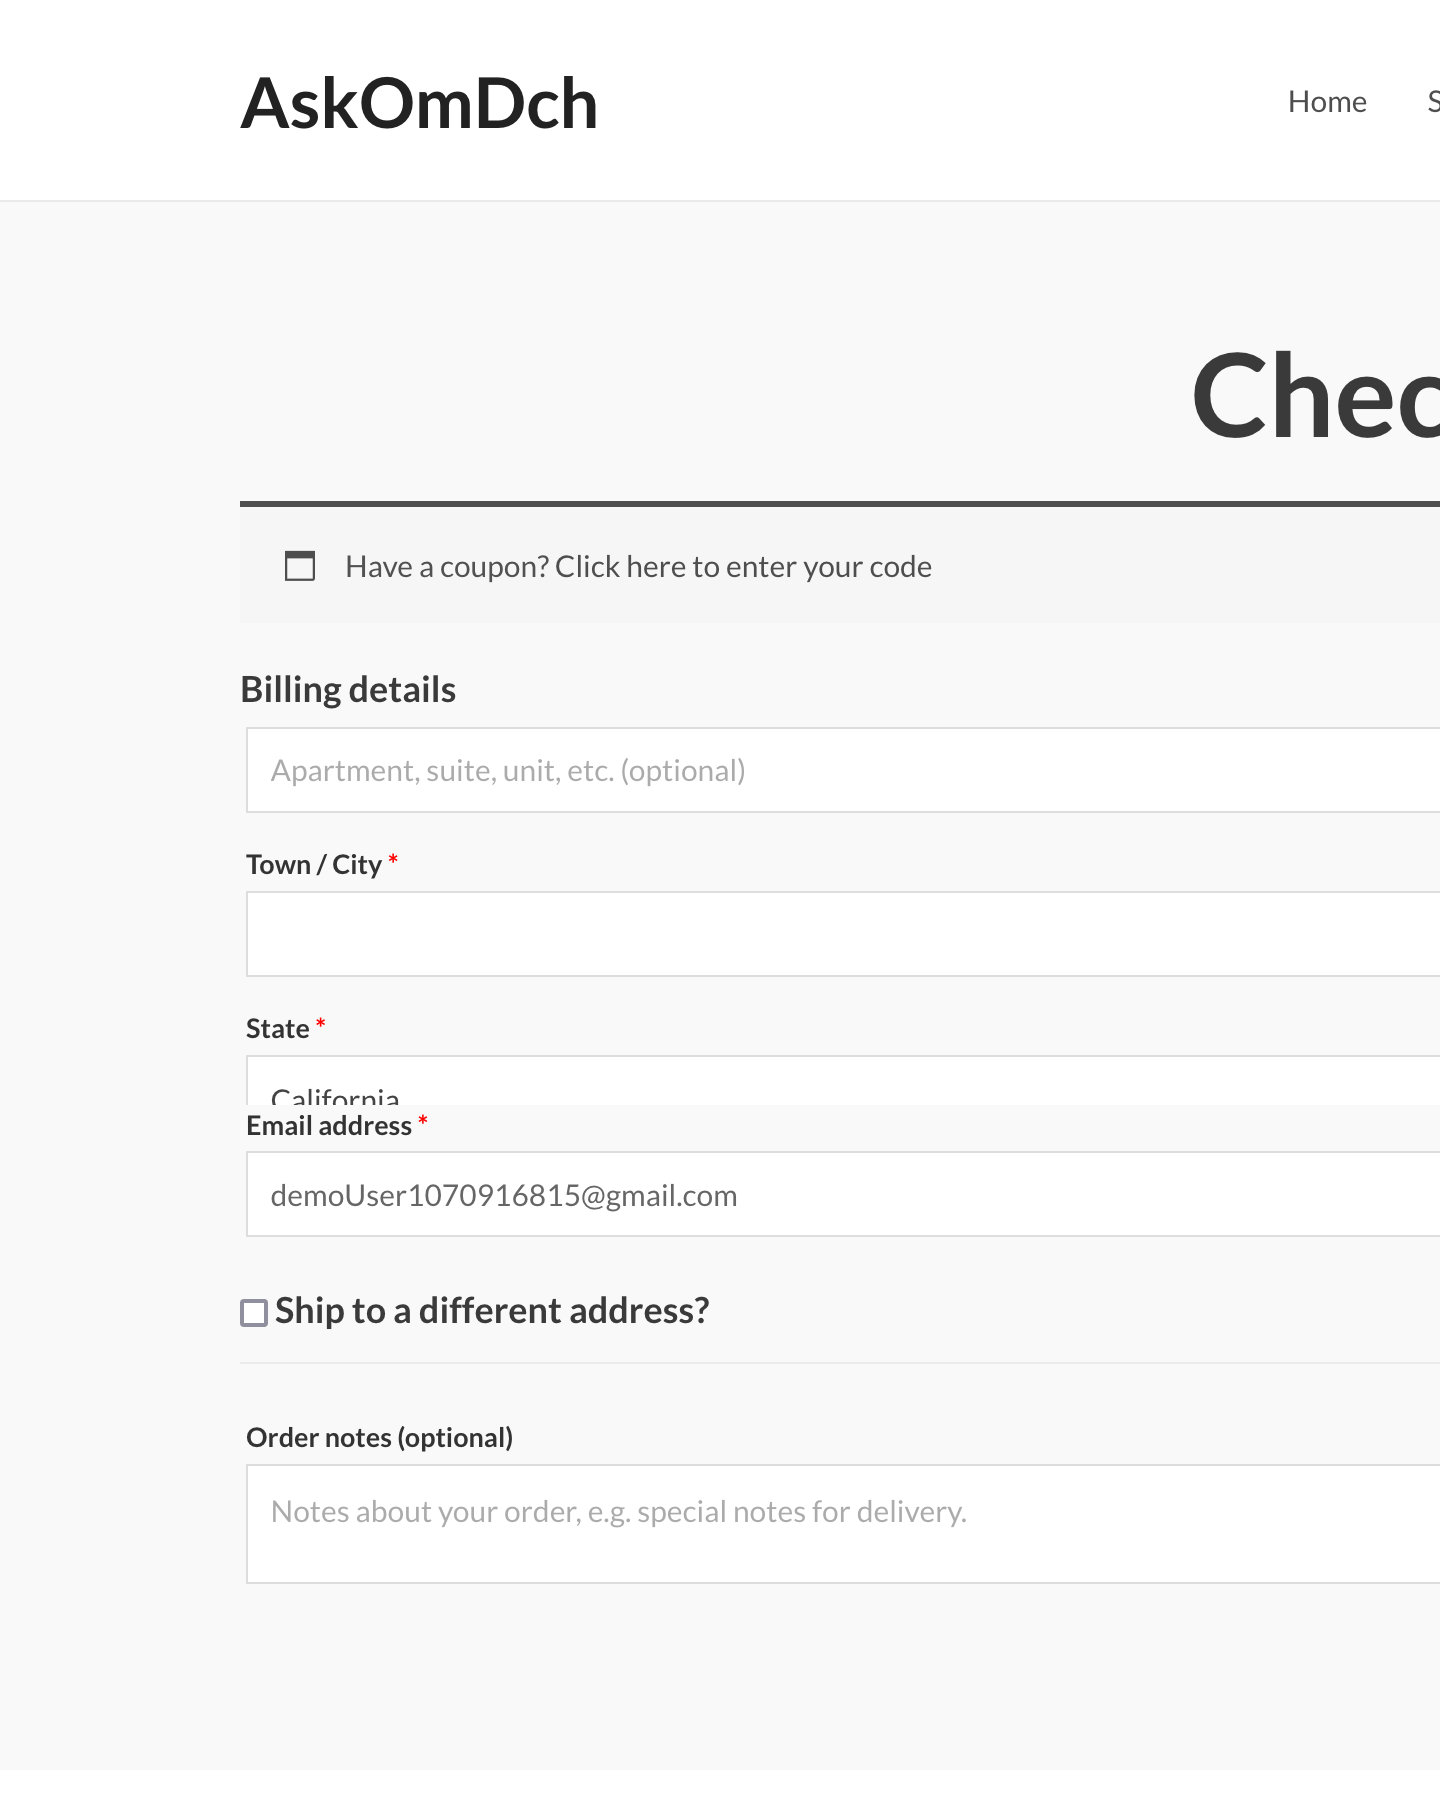 AskOmDch
Home
Have a coupon? Click here to enter your code
Billing details
Apartment, suite, unit, etc. (optional)
Town / City *
State *
California
Email address *
demoUser1070916815@gmail.com
Ship to a different address?
Order notes (optional)
Notes about your order, e.g. special notes for delivery.